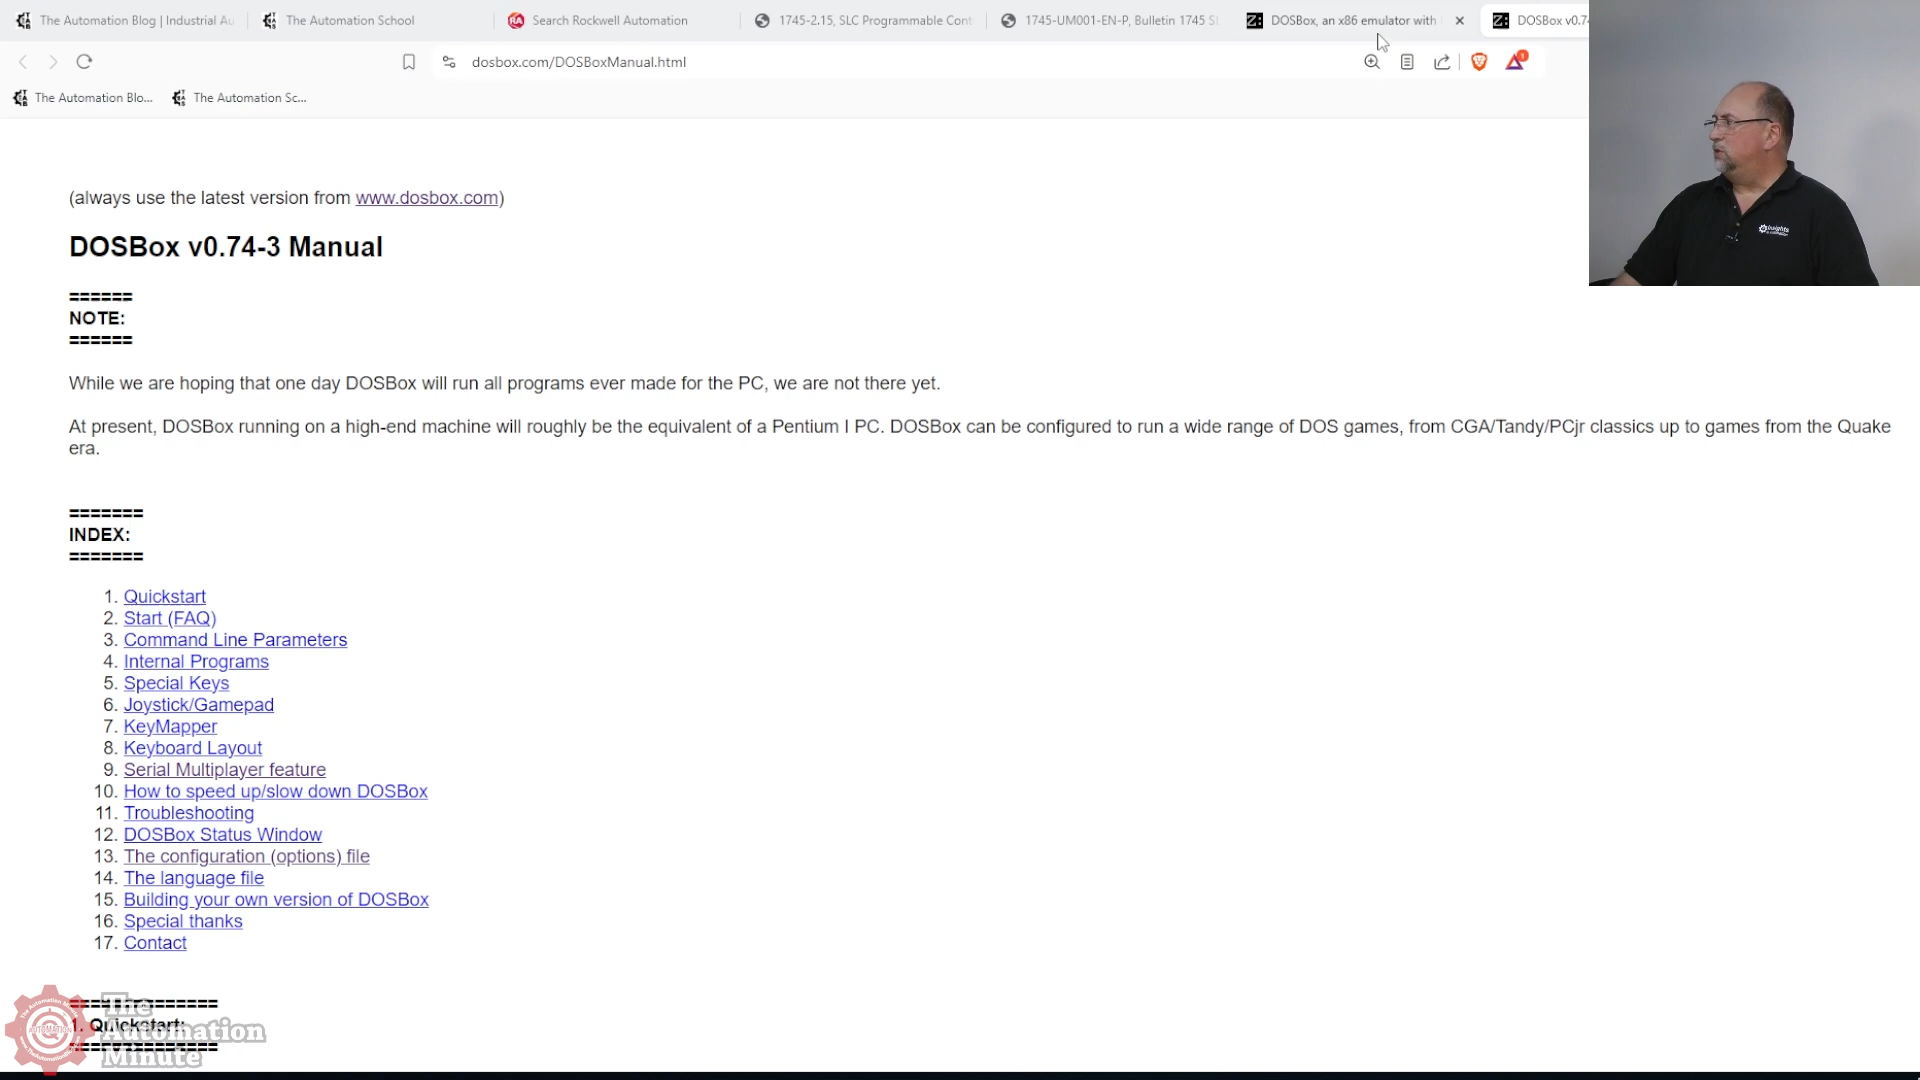 The Automation Blog | Industrial Au
The Automation School
Search Rockwell Automation
1745-2.15, SLC Programmable Cont
1745-UM001-EN-P, Bulletin 1745 SL
DOSBox, an x86 emulator with
DOSBox v0.74
dosbox.com/DOSBoxManual.html
The Automation Blo...
The Automation Sc...
(always use the latest version from www.dosbox.com)
DOSBox v0.74-3 Manual
======
NOTE:
======
While we are hoping that one day DOSBox will run all programs ever made for the PC, we are not there yet.
At present, DOSBox running on a high-end machine will roughly be the equivalent of a Pentium I PC. DOSBox can be configured to run a wide range of DOS games, from CGA/Tandy/PCjr classics up to games from the Quake
era.
=======
INDEX:
=======
1. Quickstart
2. Start (FAQ)
3. Command Line Parameters
4. Internal Programs
5. Special Keys
6. Joystick/Gamepad
7. KeyMapper
8. Keyboard Layout
9. Serial Multiplayer feature
10. How to speed up/slow down DOSBox
11. Troubleshooting
12. DOSBox Status Window
13. The configuration (options) file
14. The language file
15. Building your own version of DOSBox
16. Special thanks
17. Contact
==============
1. Quickstart:
==============
The
Automation
Minute